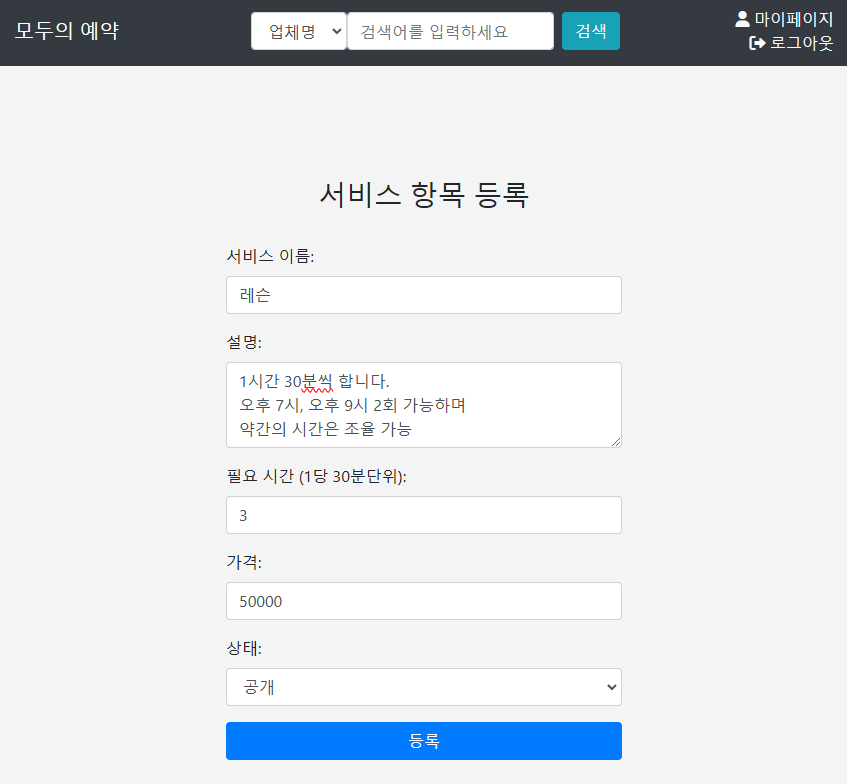 모두의 예약
업체명
검색어를 입력하세요
검색
마이페이지
로그아웃
서비스 항목 등록
서비스 이름:
레슨
설명:
1시간 30분씩 합니다.
오후 7시, 오후 9시 2회 가능하며
약간의 시간은 조율 가능
필요 시간 (1당 30분단위):
3
가격:
50000
상태:
공개
등록